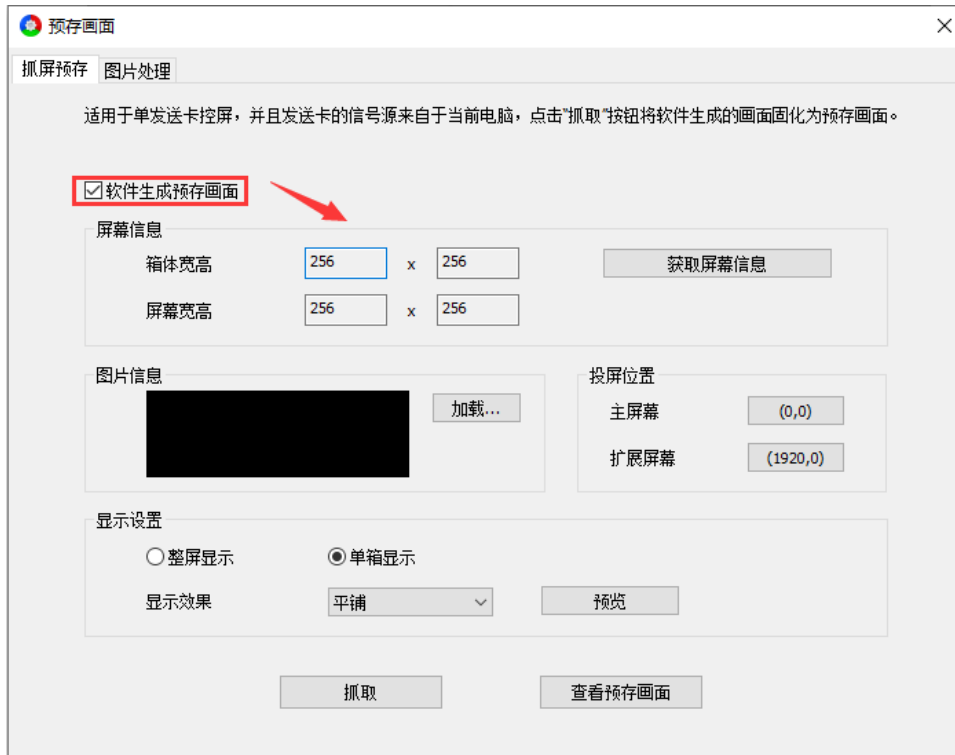 预存画面
抓屏预存 图片处理
适用于单发送卡控屏，并且发送卡的信号源来自于当前电脑，点击"抓取"按钮将软件生成的画面固化为预存画面。
软件生成预存画面
屏幕信息
箱体宽高 256 x 256 获取屏幕信息
屏幕宽高 256 x 256
图片信息 投屏位置
加载... 主屏幕 (0,0)
扩展屏幕 (1920,0)
显示设置
整屏显示 单箱显示
显示效果 平铺 预览
抓取 查看预存画面